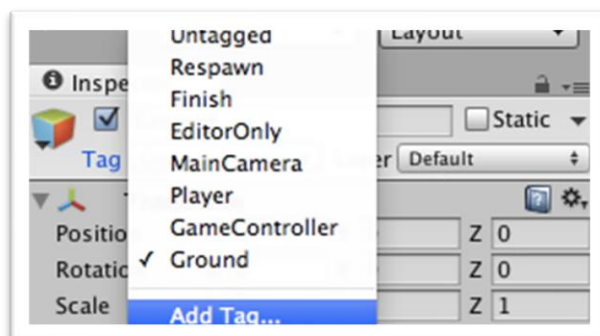 Untagged Layout
Respawn
Inspe
Finish
EditorOnly Static
Tag MainCamera er Default
Player
GameController
Positio Z 0
Ground
Rotatio Z 0
Scale Add Tag... Z 1